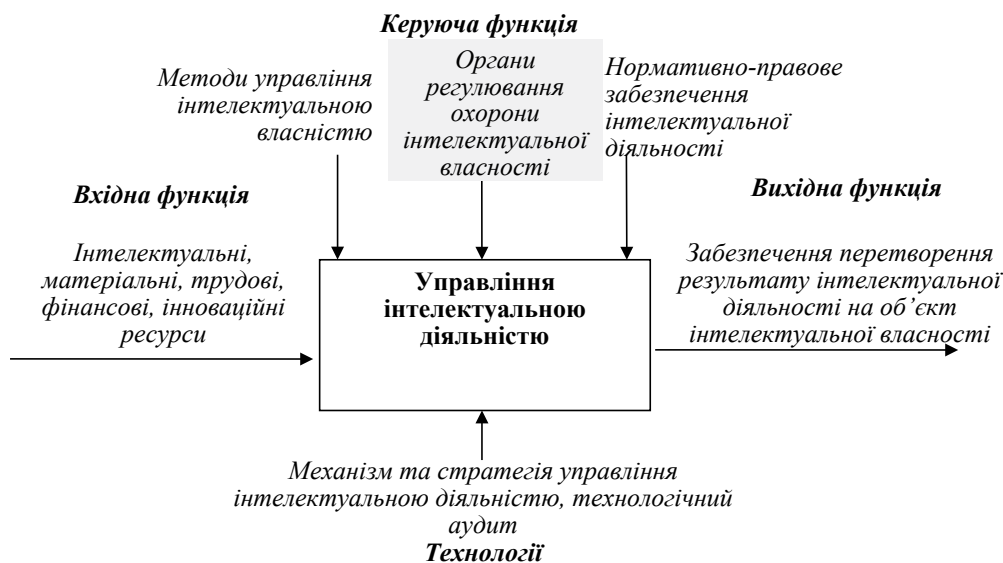 Керуюча функція
Методи управління
інтелектуальною
власністю
Органи
регулювання
охорони
інтелектуальної
власності
Нормативно-правове
забезпечення
інтелектуальної
діяльності
Вхідна функція
Інтелектуальні,
матеріальні, трудові,
фінансові, інноваційні
ресурси
Управління
інтелектуальною
діяльністю
Вихідна функція
Забезпечення перетворення
результату інтелектуальної
діяльності на об’єкт
інтелектуальної власності
Механізм та стратегія управління
інтелектуальною діяльністю, технологічний
аудит
Технології